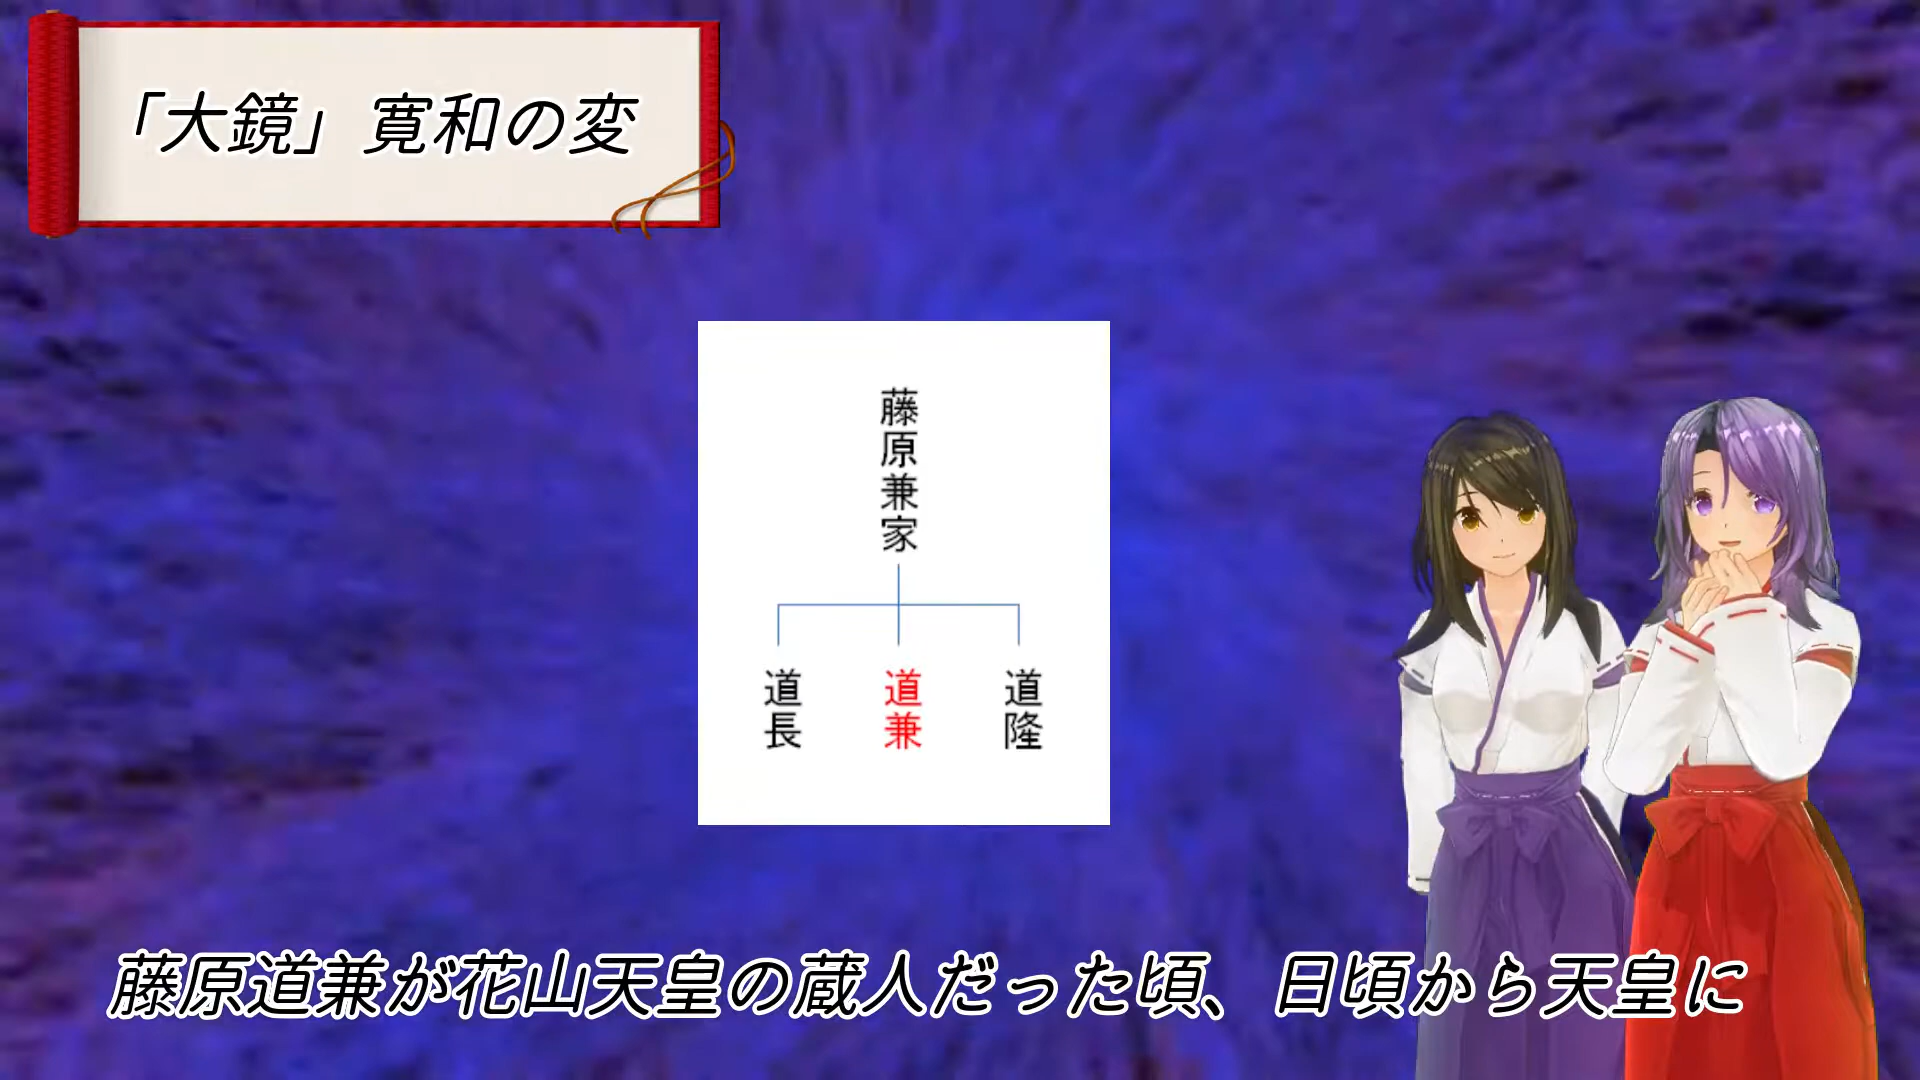 「大鏡」寛和の変
藤原兼家
道隆
道兼
道長
藤原道兼が花山天皇の蔵人だった頃、日頃から天皇に